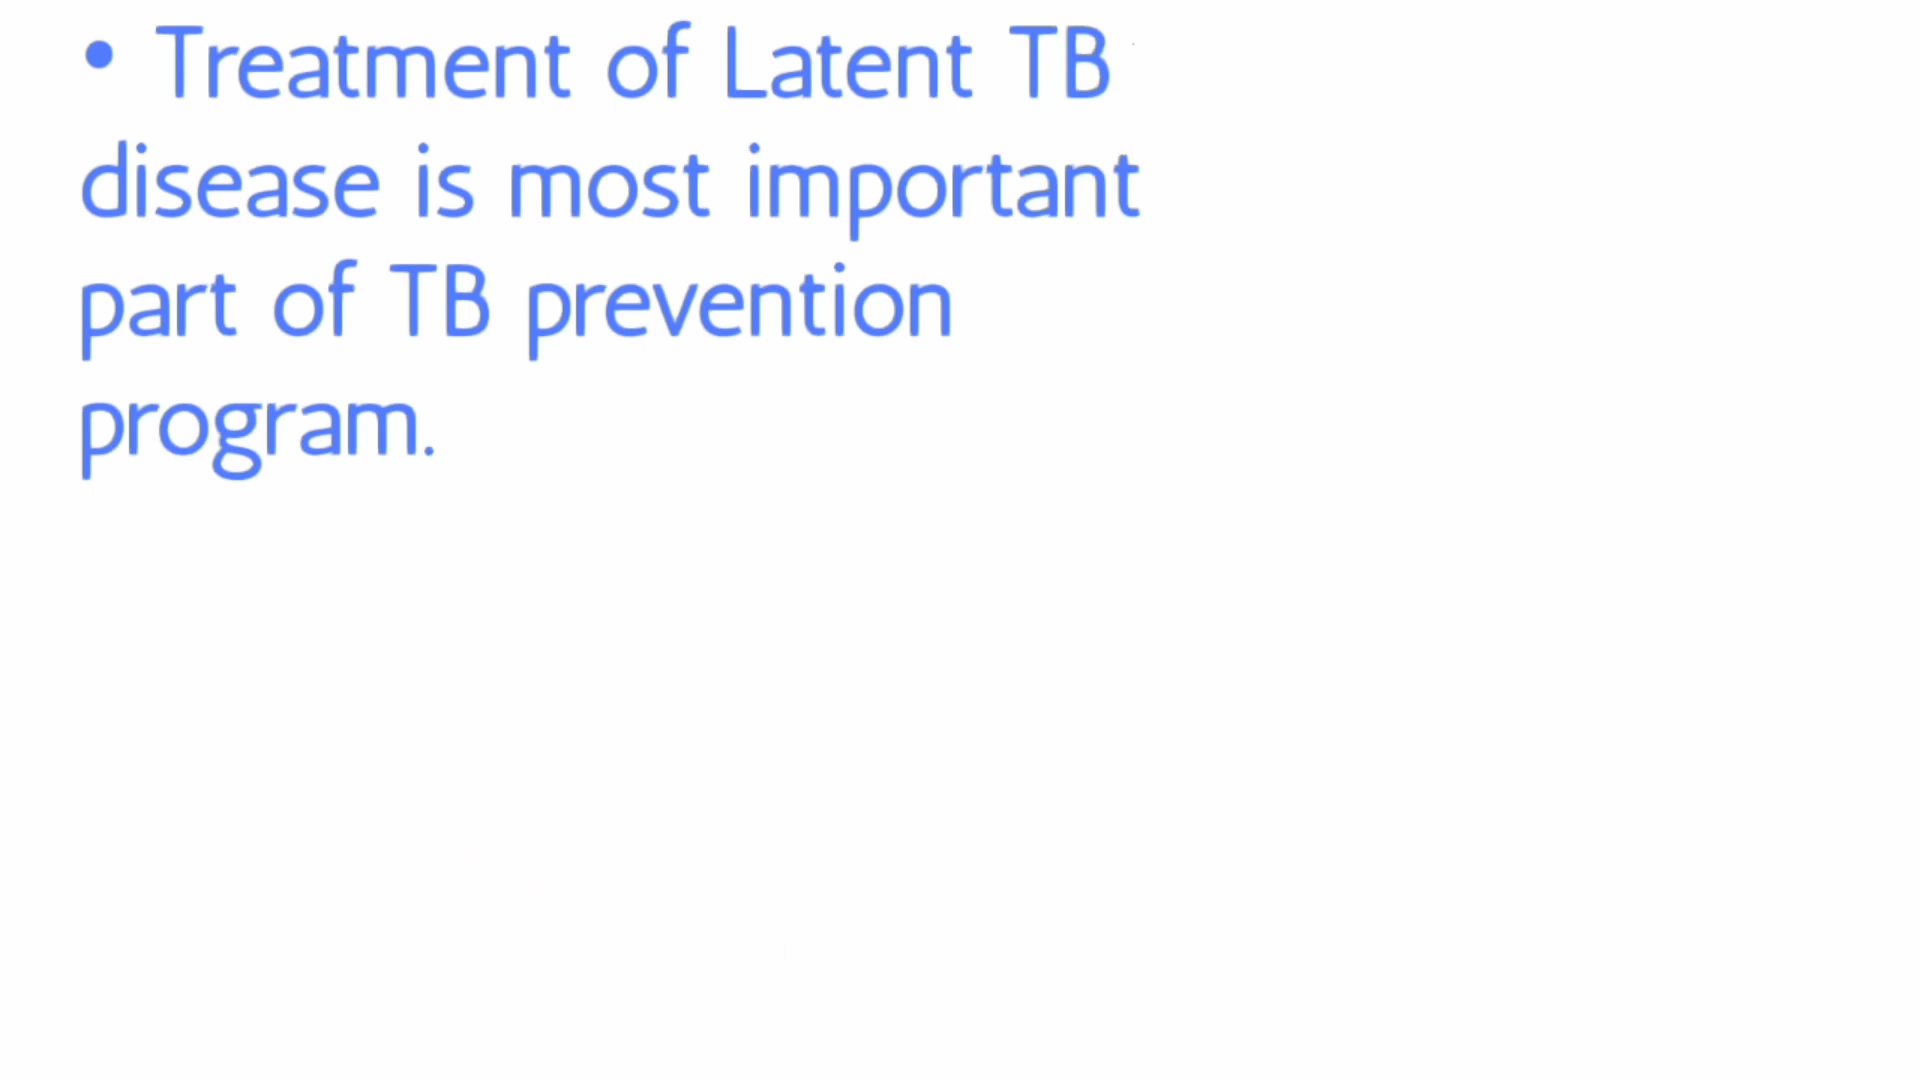 • Treatment of Latent TB
disease is most important
part of TB prevention
program.